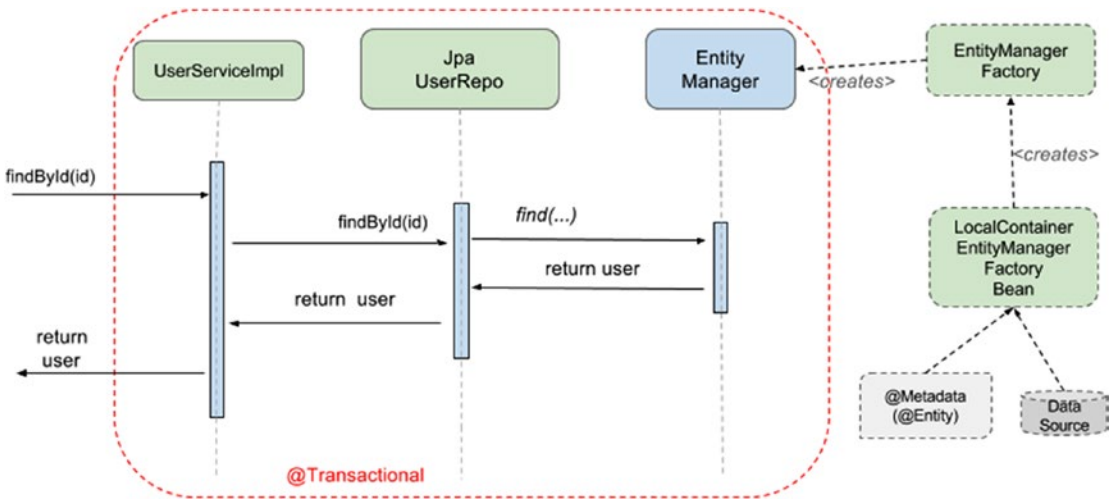 UserServiceImpl
Jpa
UserRepo
Entity
Manager
EntityManager
Factory
<creates>
<creates>
findById(id)
findById(id)
find(...)
LocalContainer
EntityManager
Factory
Bean
return user
return user
return
user
@Metadata
(@Entity)
Data
Source
@Transactional